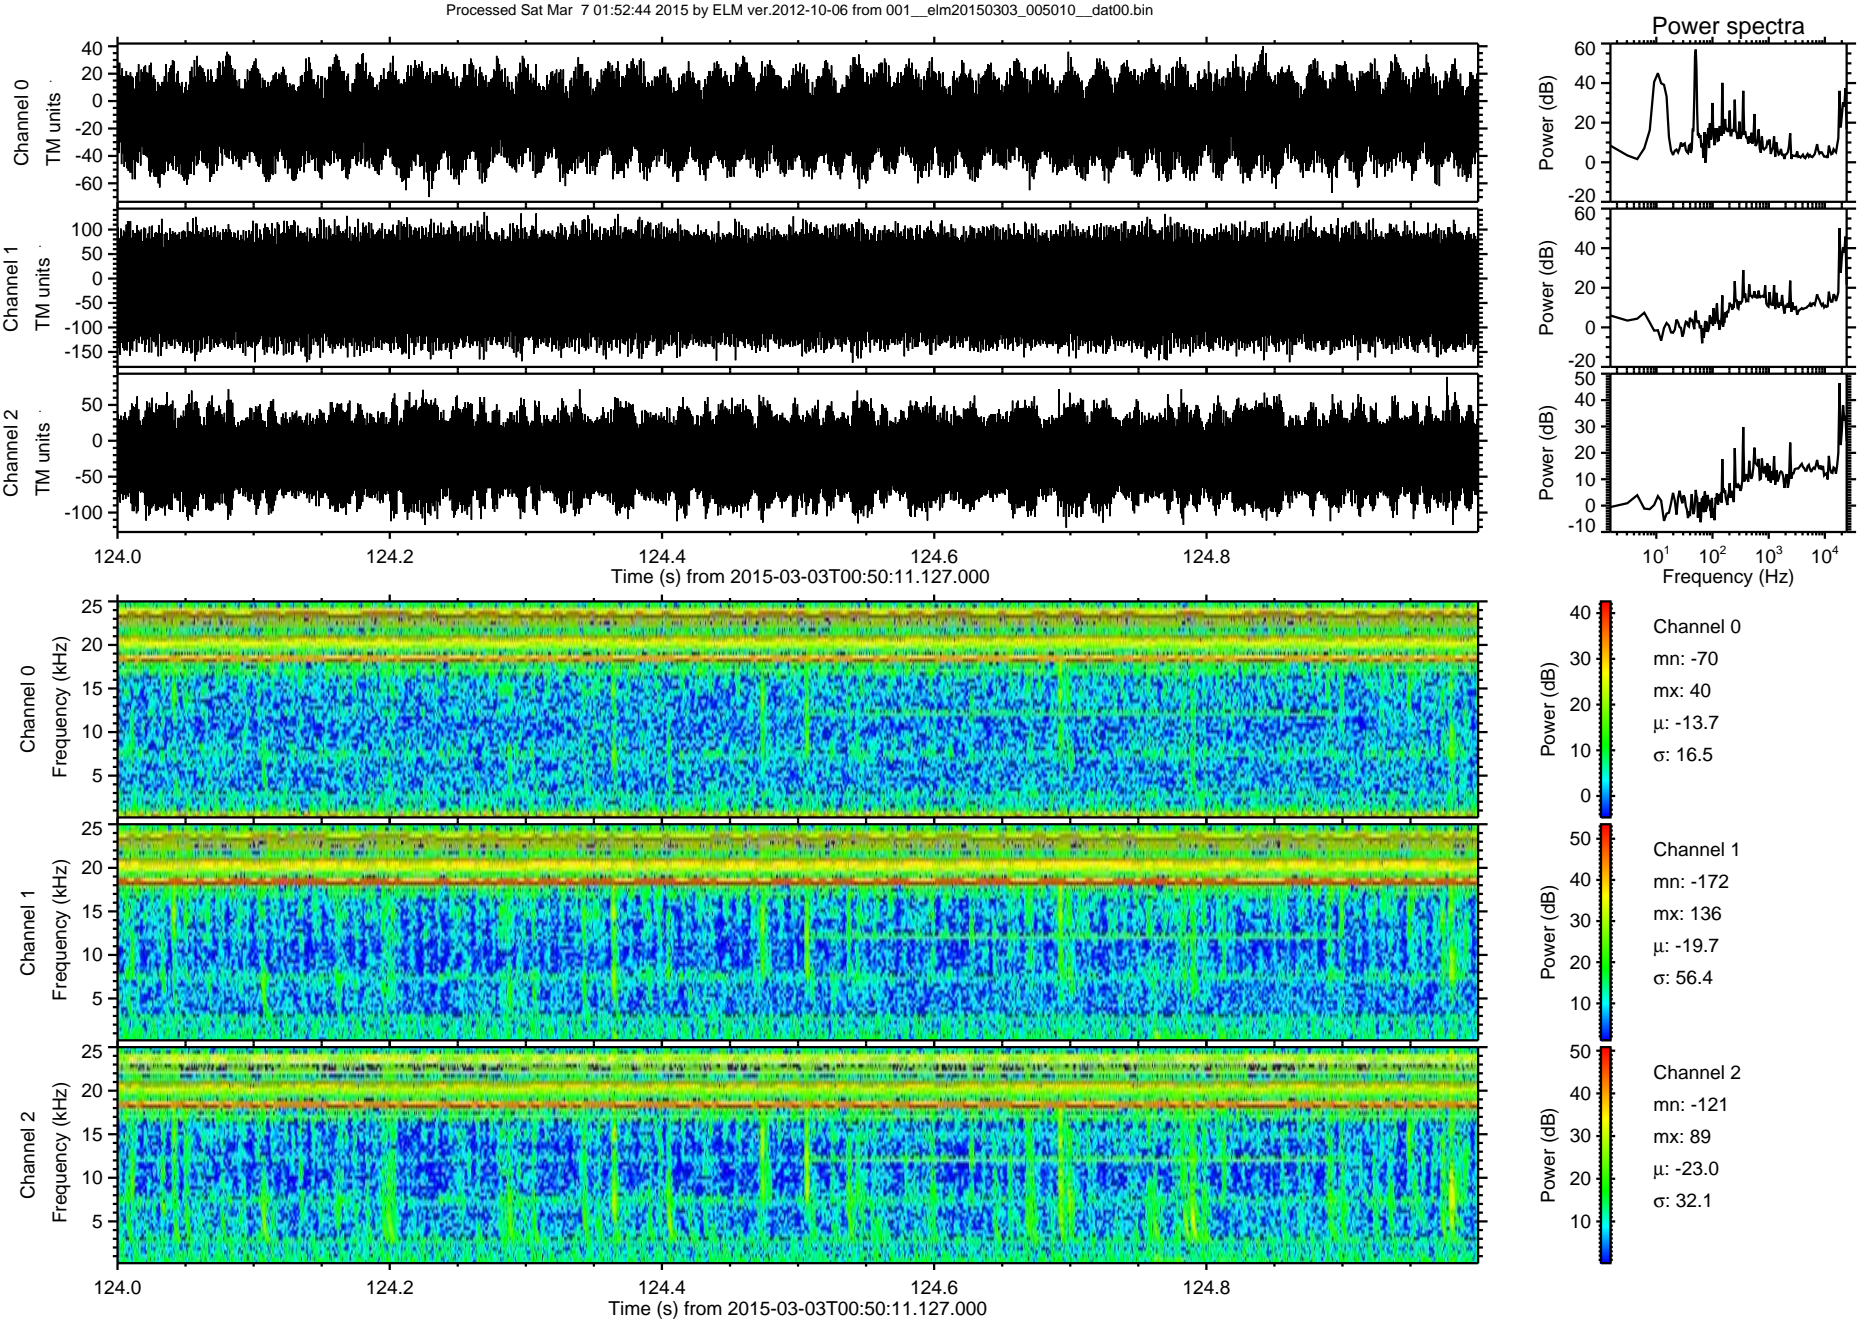 Processed Sat Mar  7 01:52:44 2015 by ELM ver.2012-10-06 from 001__elm20150303_005010__dat00.bin
Power spectra
Channel 0
TM units
40
20
0
-20
-40
-60
Power (dB)
60
40
20
0
-20
Channel 1
TM units
100
50
0
-50
-100
-150
Power (dB)
60
40
20
0
-20
Channel 2
TM units
50
0
-50
-100
Power (dB)
50
40
30
20
10
0
-10
124.0 124.2 124.4 124.6 124.8
Time (s) from 2015-03-03T00:50:11.127.000
10¹ 10² 10³ 10⁴
Frequency (Hz)
Channel 0
Frequency (kHz)
25
20
15
10
5
Power (dB)
40
30
20
10
0
Channel 0
mn: -70
mx: 40
μ: -13.7
σ: 16.5
Channel 1
Frequency (kHz)
25
20
15
10
5
Power (dB)
50
40
30
20
10
Channel 1
mn: -172
mx: 136
μ: -19.7
σ: 56.4
Channel 2
Frequency (kHz)
25
20
15
10
5
Power (dB)
50
40
30
20
10
Channel 2
mn: -121
mx: 89
μ: -23.0
σ: 32.1
124.0 124.2 124.4 124.6 124.8
Time (s) from 2015-03-03T00:50:11.127.000